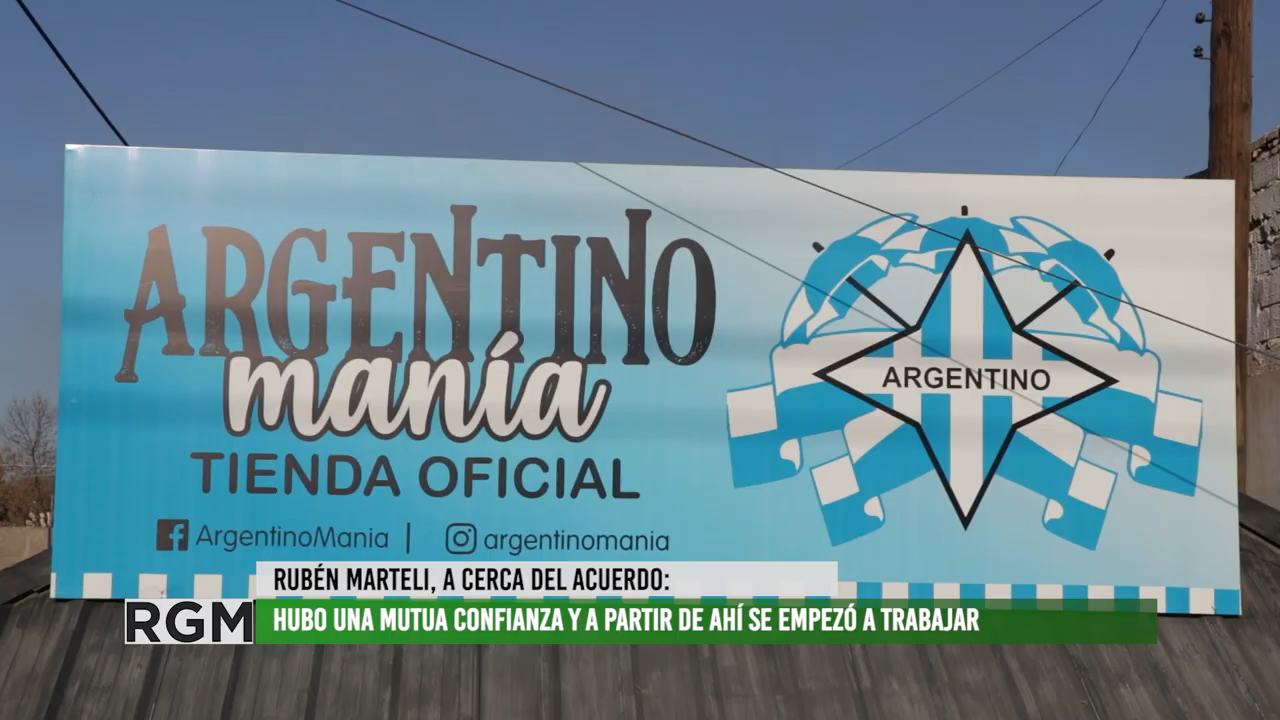 ARGENTINO
manía
TIENDA OFICIAL
ArgentinoMania | argentinomania
ARGENTINO
RUBÉN MARTELI, A CERCA DEL ACUERDO:
RGM
HUBO UNA MUTUA CONFIANZA Y A PARTIR DE AHÍ SE EMPEZÓ A TRABAJAR